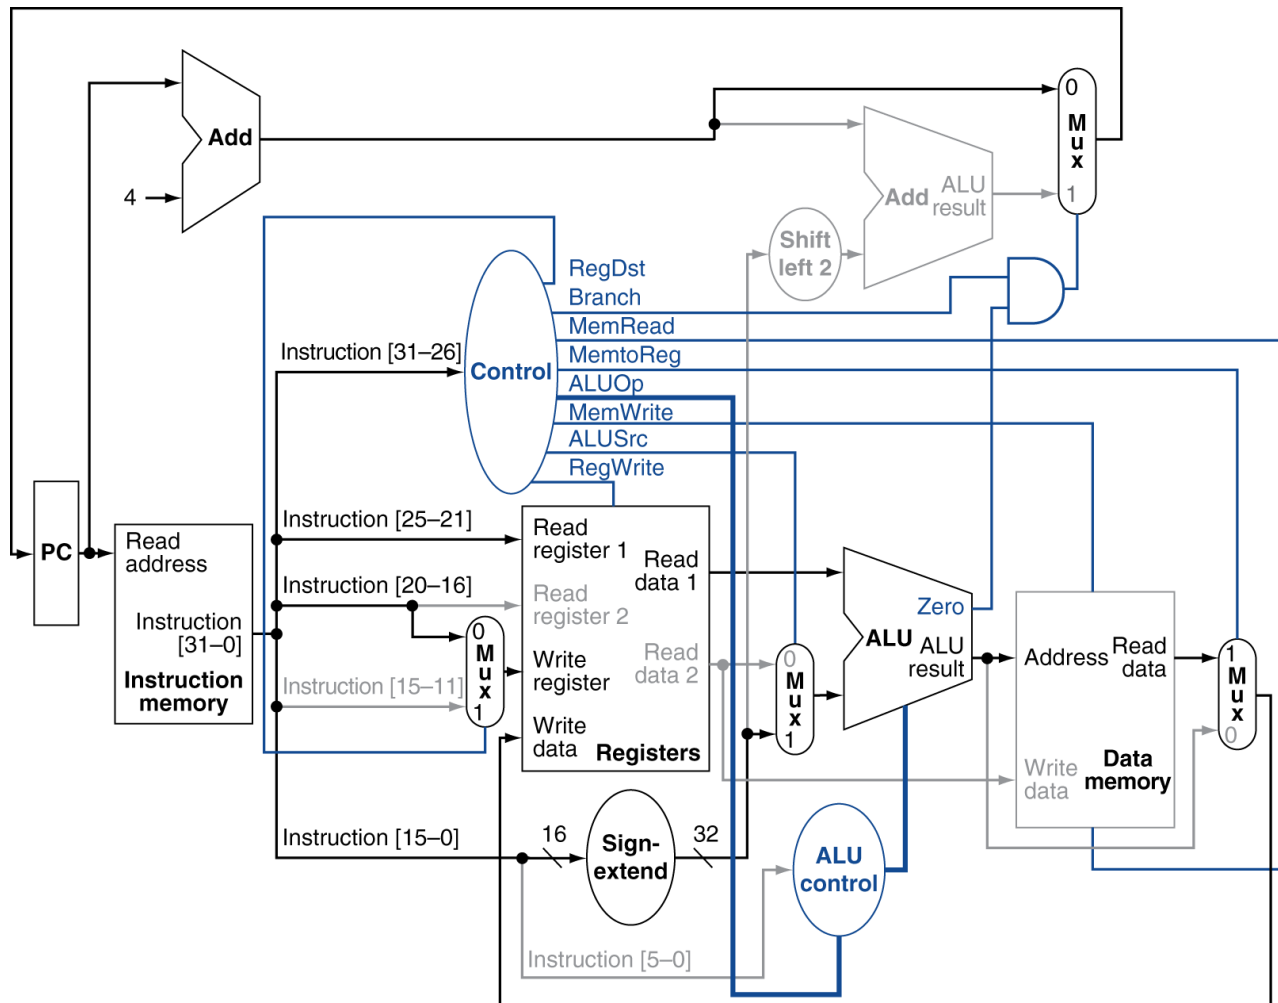 0
M
u
x
1
Add
ALU
result
Add
4
Shift
left 2
RegDst
Branch
MemRead
MemtoReg
ALUOp
MemWrite
ALUSrc
RegWrite
Instruction [31–26]
Control
PC
Read
address
Instruction
[31–0]
Instruction
memory
Instruction [25–21]
Instruction [20–16]
Instruction [15–11]
0
M
u
x
1
Read
register 1
Read
data 1
Read
register 2
Read
data 2
Write
register
Write
data
Registers
0
M
u
x
1
Zero
ALU
ALU
result
Address
Read
data
Write
data
Data
memory
1
M
u
x
0
Instruction [15–0]
16
Sign-
extend
32
ALU
control
Instruction [5–0]